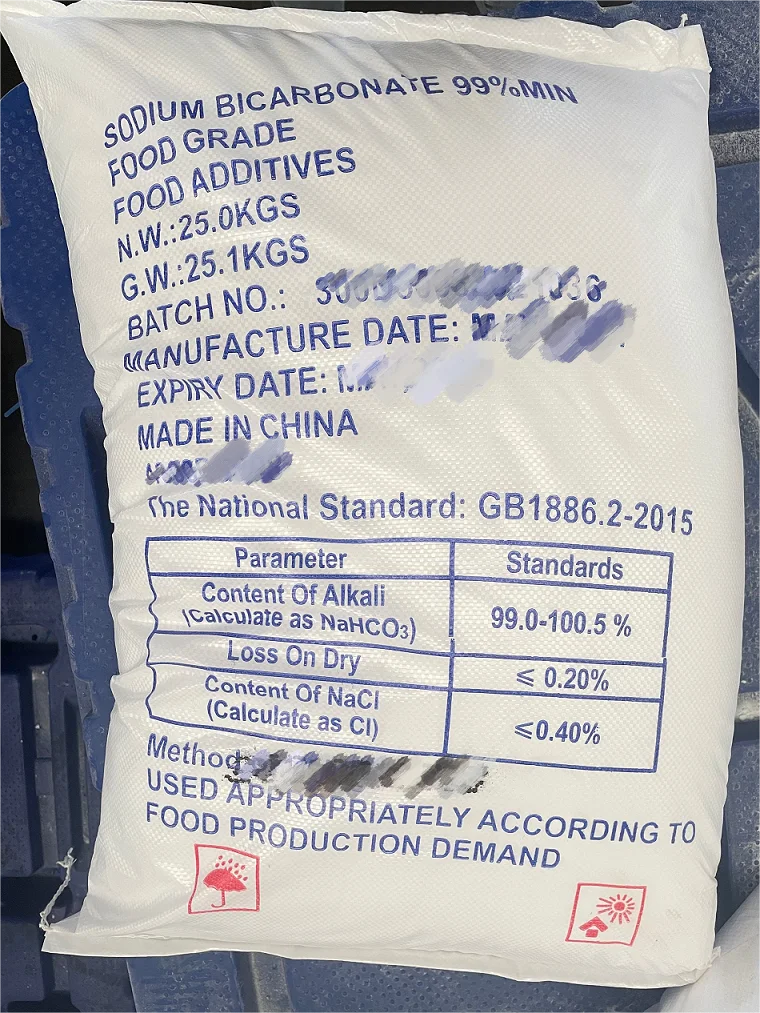 SODIUM BICARBONATE 99%MIN
FOOD GRADE
FOOD ADDITIVES
N.W.:25.0KGS
G.W.:25.1KGS
BATCH NO.:
MANUFACTURE DATE:
EXPIRY DATE:
MADE IN CHINA
The National Standard: GB1886.2-2015
Parameter Standards
Content Of Alkali
(Calculate as NaHCO₃) 99.0-100.5 %
Loss On Dry ⩽ 0.20%
Content Of NaCl
(Calculate as Cl) ⩽0.40%
Method
USED APPROPRIATELY ACCORDING TO
FOOD PRODUCTION DEMAND